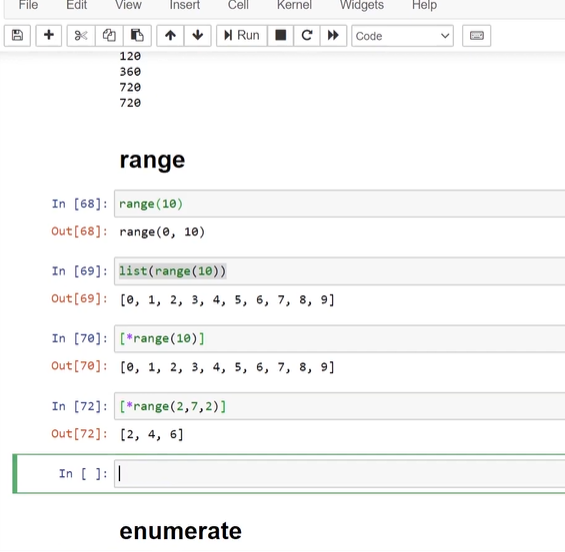 File Edit View Insert Cell Kernel Widgets Help
Run Code
120
360
720
720
range
In [68]: range(10)
Out[68]: range(0, 10)
In [69]: list(range(10))
Out[69]: [0, 1, 2, 3, 4, 5, 6, 7, 8, 9]
In [70]: [*range(10)]
Out[70]: [0, 1, 2, 3, 4, 5, 6, 7, 8, 9]
In [72]: [*range(2,7,2)]
Out[72]: [2, 4, 6]
In [ ]:
enumerate